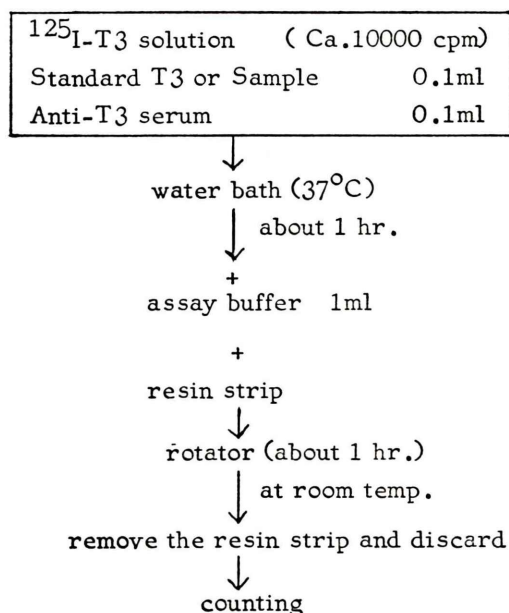 125I-T3 solution ( Ca.10000 cpm)
Standard T3 or Sample 0.1ml
Anti-T3 serum 0.1ml
water bath (37°C)
about 1 hr.
+
assay buffer 1ml
+
resin strip
rotator (about 1 hr.)
at room temp.
remove the resin strip and discard
counting